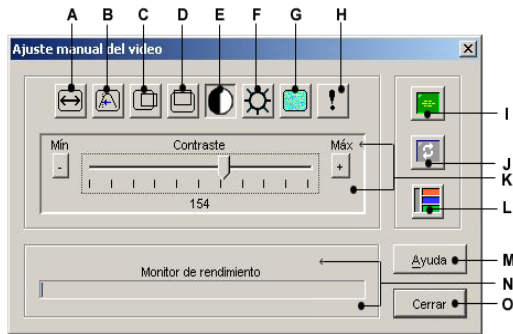 A B C D E F G H
Ajuste manual del video
I
Mín Contraste Máx
- +
J
K
154
L
Ayuda M
Monitor de rendimiento
N
Cerrar O